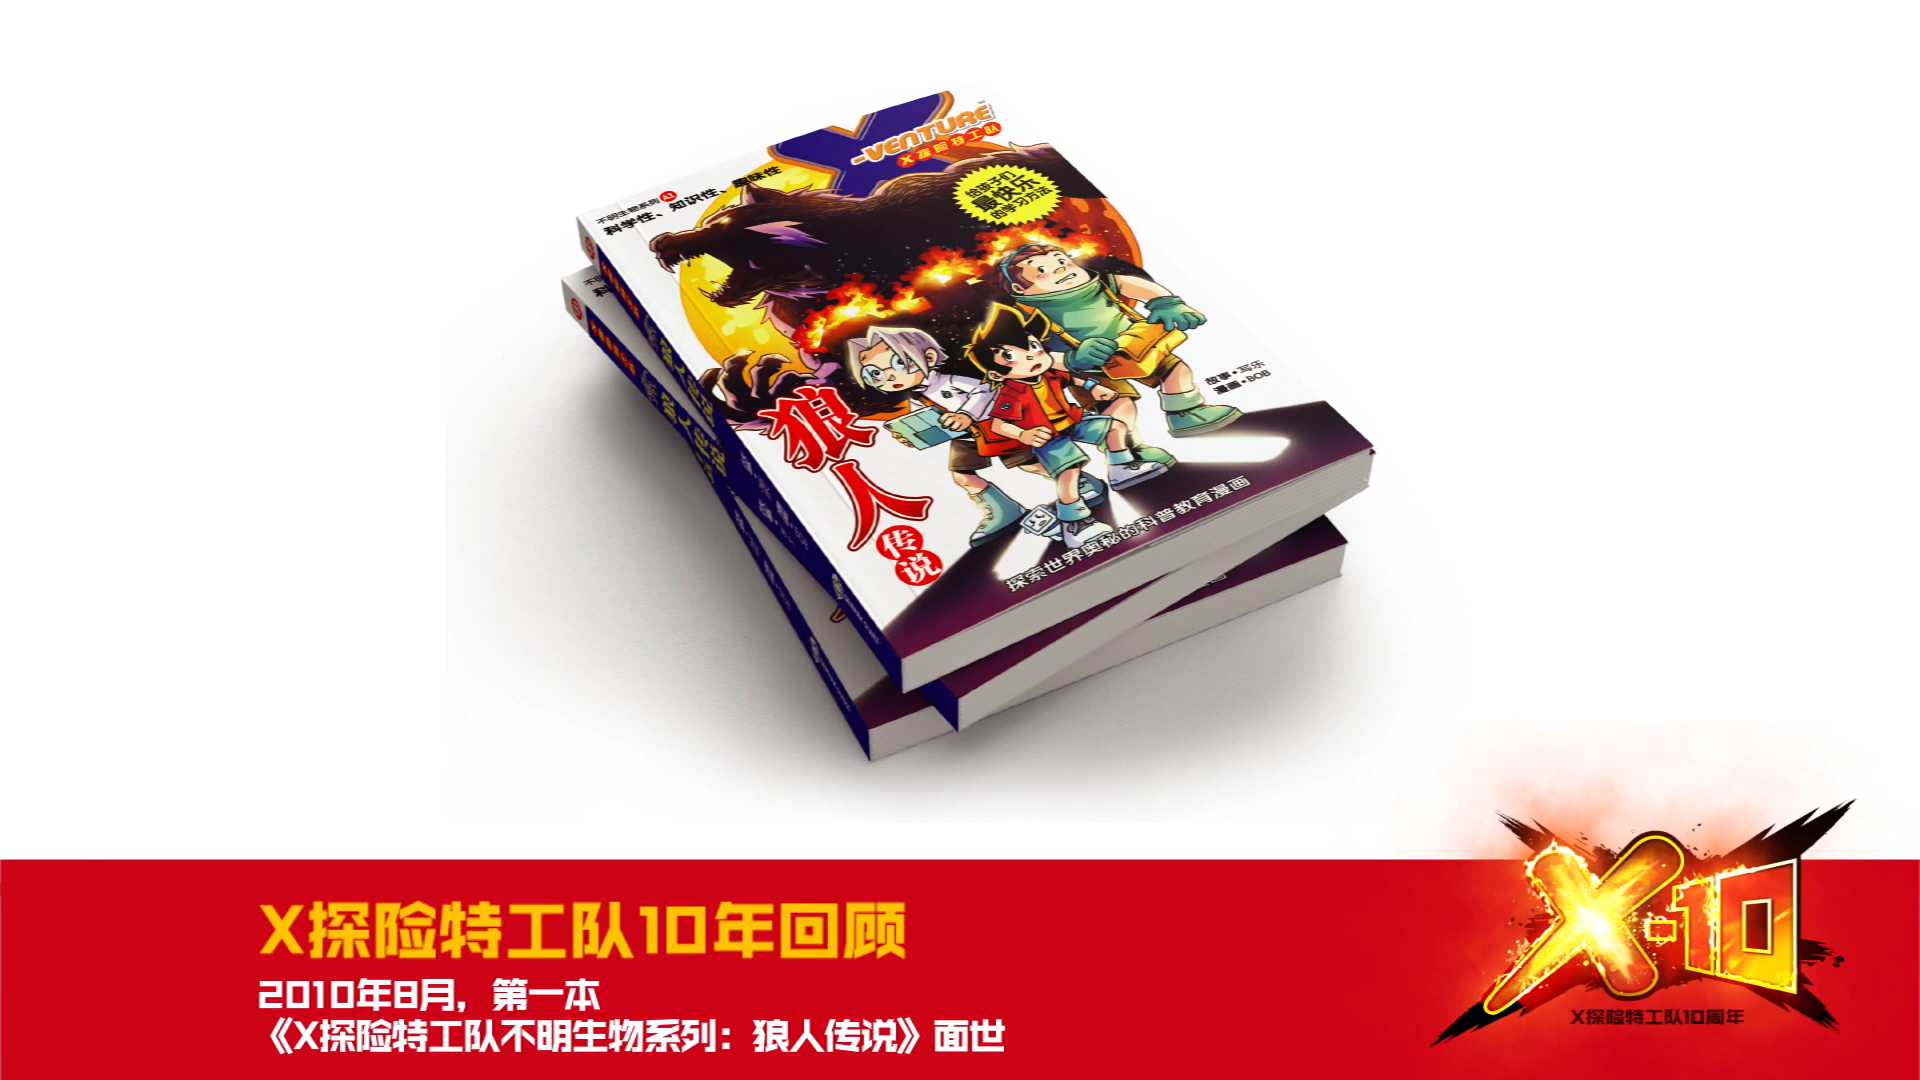 X
-VENTURE™
X探险特工队
不明生物系列 A1
科学性、知识性、趣味性
给孩子们
最快乐
的学习方法
故事·写乐
漫画·BOB
狼人
传说
探索世界奥秘的科普教育漫画
X探险特工队10年回顾
2010年8月，第一本
《X探险特工队不明生物系列：狼人传说》面世
X-10
X探险特工队10周年